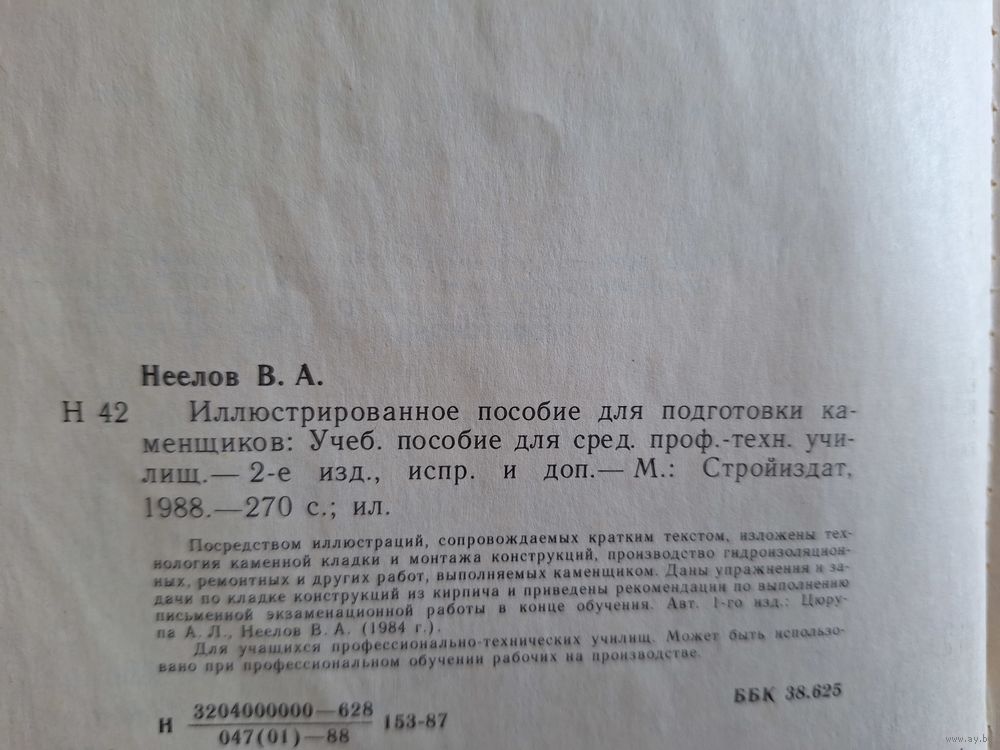 Неелов В. А.
Н 42 Иллюстрированное пособие для подготовки ка-
менщиков: Учеб. пособие для сред. проф.-техн. учи-
лищ.— 2-е изд., испр. и доп.— М.: Стройиздат,
1988.—270 с.; ил.
Посредством иллюстраций, сопровождаемых кратким текстом, изложены тех-
нология каменной кладки и монтажа конструкций, производство гидроизоляцион-
ных, ремонтных и других работ, выполняемых каменщиком. Даны упражнения и за-
дачи по кладке конструкций из кирпича и приведены рекомендации по выполнению
письменной экзаменационной работы в конце обучения. Авт. 1-го изд.: Цюру-
па А. Л., Неелов В. А. (1984 г.).
Для учащихся профессионально-технических училищ. Может быть использо-
вано при профессиональном обучении рабочих на производстве.
ББК 38.625
Н 3204000000—628 153-87
047(01)—88
www.ay.by